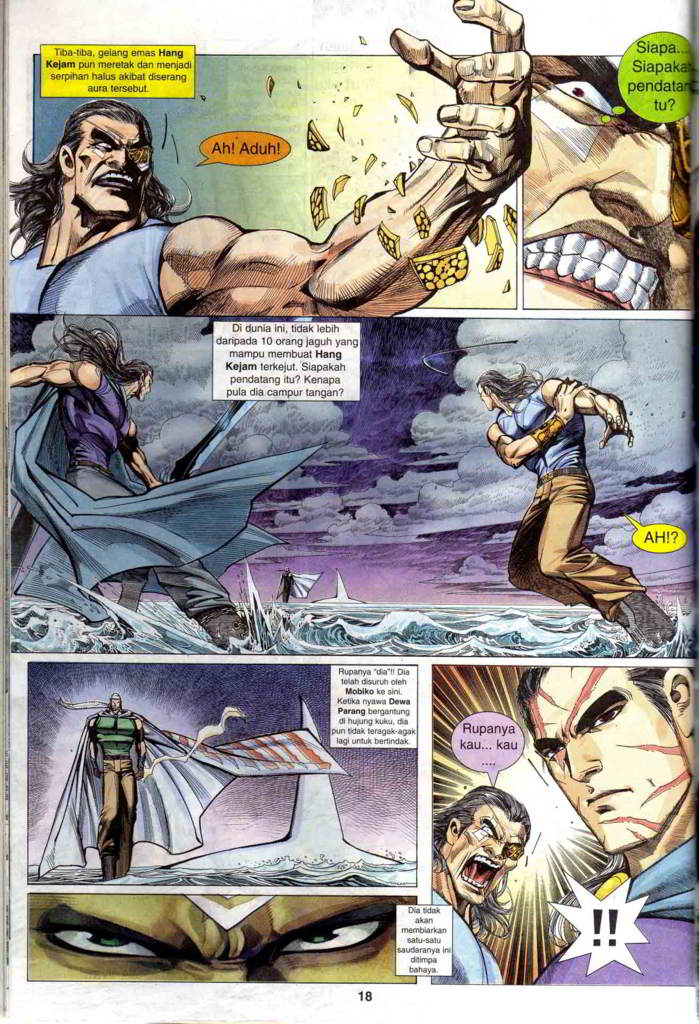 Tiba-tiba, gelang emas Hang
Kejam pun meretak dan menjadi
serpihan halus akibat diserang
aura tersebut.
Ah! Aduh!
Siapa...
Siapaka
pendata
tu?
Di dunia ini, tidak lebih
daripada 10 orang jaguh yang
mampu membuat Hang
Kejam terkejut. Siapakah
pendatang itu? Kenapa
pula dia campur tangan?
AH!?
Rupanya "dia"!! Dia
telah disuruh oleh
Mobiko ke sini.
Ketika nyawa Dewa
Parang bergantung
di hujung kuku, dia
pun tidak teragak-agak
lagi untuk bertindak.
Rupanya
kau... kau
....
!!
Dia tidak
akan
membiarkan
satu-satu
saudaranya ini
ditimpa
bahaya.
18